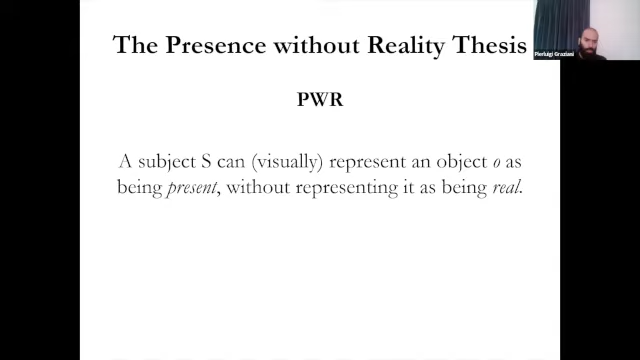 The Presence without Reality Thesis
Pierluigi Graziani
PWR
A subject S can (visually) represent an object o as
being present, without representing it as being real.